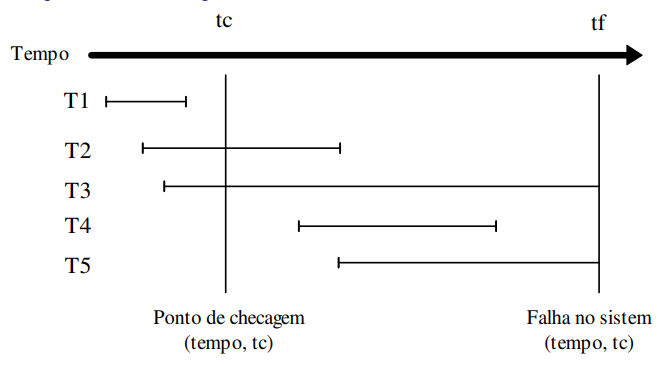 tc
tf
Tempo
T1
T2
T3
T4
T5
Ponto de checagem
(tempo, tc)
Falha no sistem
(tempo, tc)